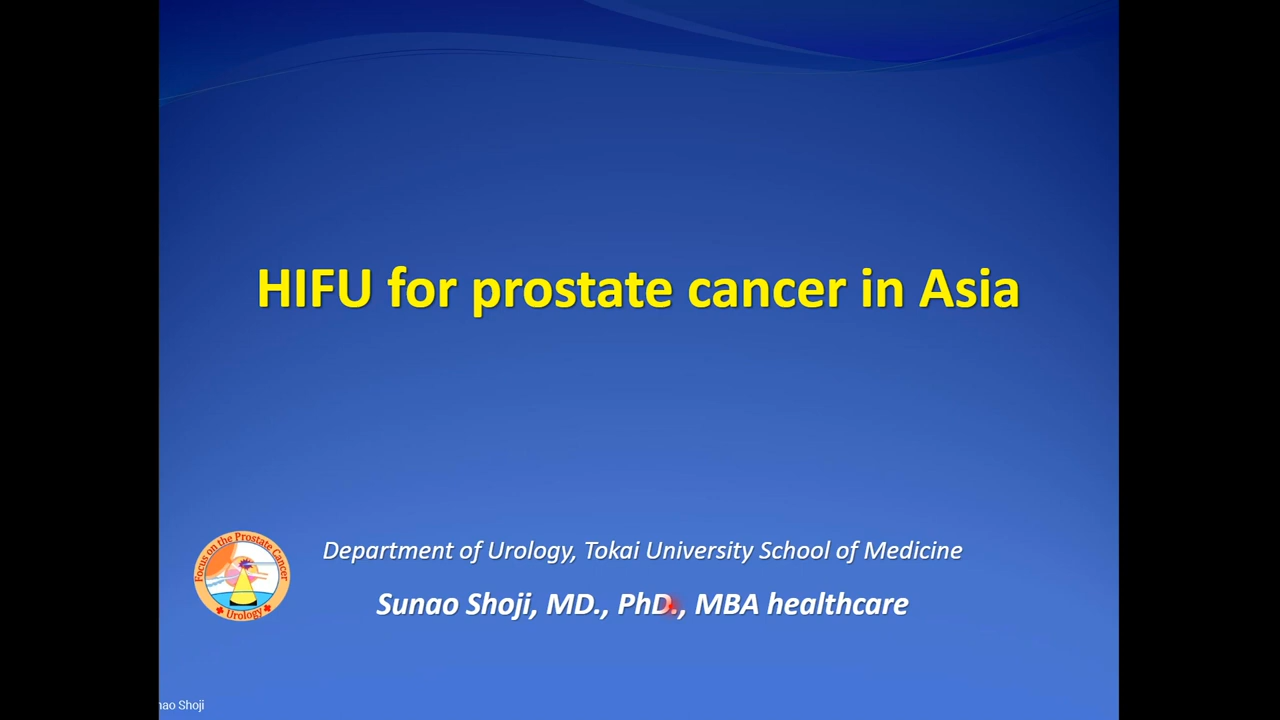 HIFU for prostate cancer in Asia
Focus on the Prostate Cancer
Urology
Department of Urology, Tokai University School of Medicine
Sunao Shoji, MD., PhD., MBA healthcare
nao Shoji